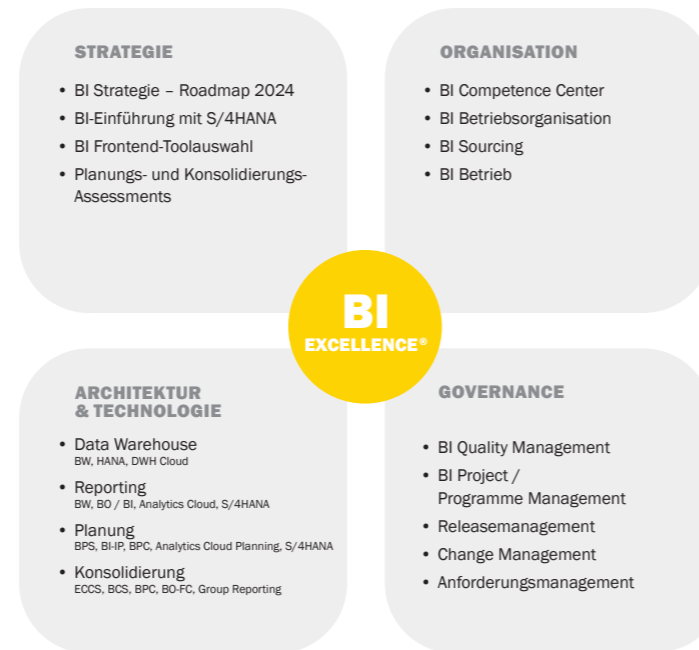 STRATEGIE
• BI Strategie – Roadmap 2024
• BI-Einführung mit S/4HANA
• BI Frontend-Toolauswahl
• Planungs- und Konsolidierungs-
Assessments
ORGANISATION
• BI Competence Center
• BI Betriebsorganisation
• BI Sourcing
• BI Betrieb
BI
EXCELLENCE®
ARCHITEKTUR
& TECHNOLOGIE
• Data Warehouse
BW, HANA, DWH Cloud
• Reporting
BW, BO / BI, Analytics Cloud, S/4HANA
• Planung
BPS, BI-IP, BPC, Analytics Cloud Planning, S/4HANA
• Konsolidierung
ECCS, BCS, BPC, BO-FC, Group Reporting
GOVERNANCE
• BI Quality Management
• BI Project /
Programme Management
• Releasemanagement
• Change Management
• Anforderungsmanagement